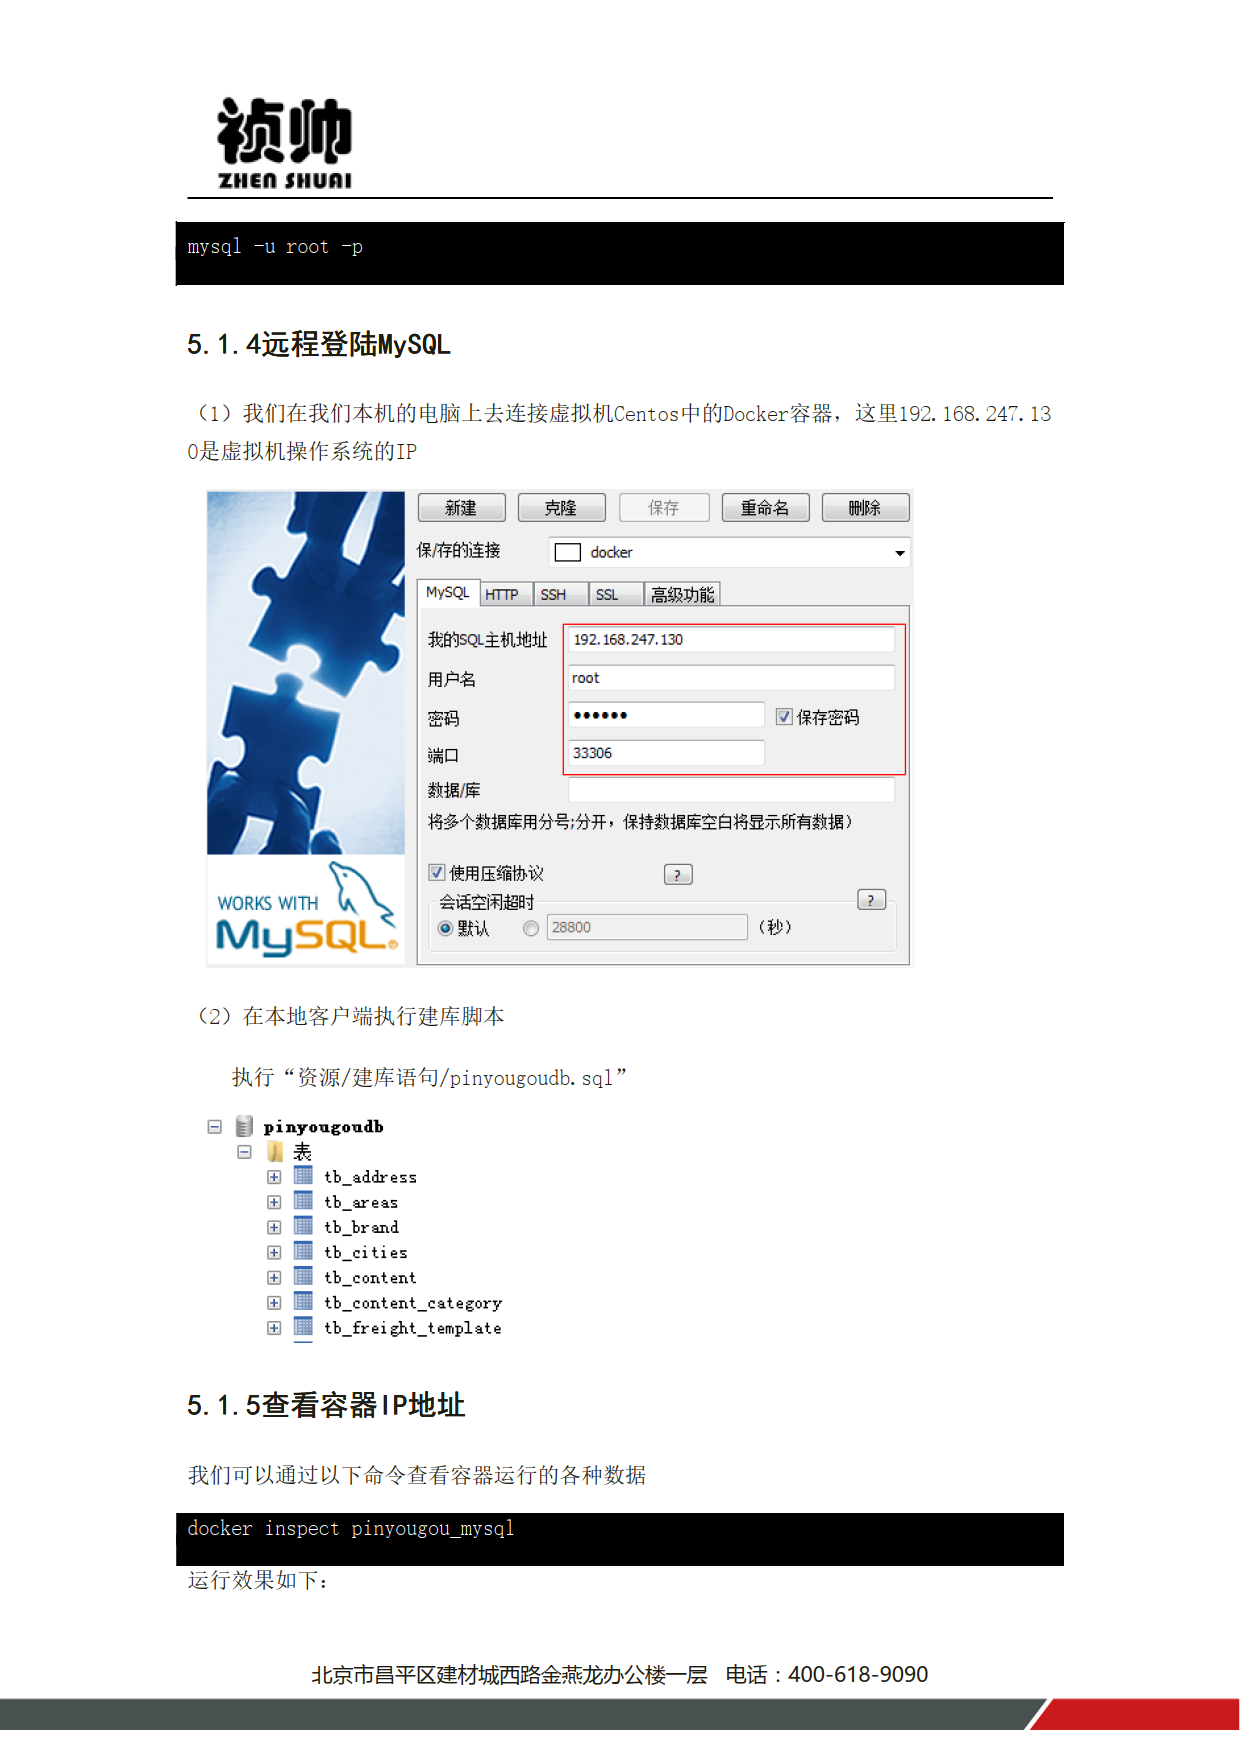 祯帅
ZHEN SHUAI
mysql -u root -p
5.1.4远程登陆MySQL
（1）我们在我们本机的电脑上去连接虚拟机Centos中的Docker容器，这里192.168.247.13
0是虚拟机操作系统的IP
新建 克隆 保存 重命名 删除
保/存的连接 docker
MySQL HTTP SSH SSL 高级功能
我的SQL主机地址 192.168.247.130
用户名 root
密码 ●●●●●● 保存密码
端口 33306
数据/库
将多个数据库用分号;分开，保持数据库空白将显示所有数据）
使用压缩协议 ?
会话空闲超时 ?
默认 28800 （秒）
WORKS WITH
MySQL®
（2）在本地客户端执行建库脚本
执行“资源/建库语句/pinyougoudb.sql”
pinyougoudb
表
tb_address
tb_areas
tb_brand
tb_cities
tb_content
tb_content_category
tb_freight_template
5.1.5查看容器IP地址
我们可以通过以下命令查看容器运行的各种数据
docker inspect pinyougou_mysql
运行效果如下：
北京市昌平区建材城西路金燕龙办公楼一层 电话：400-618-9090